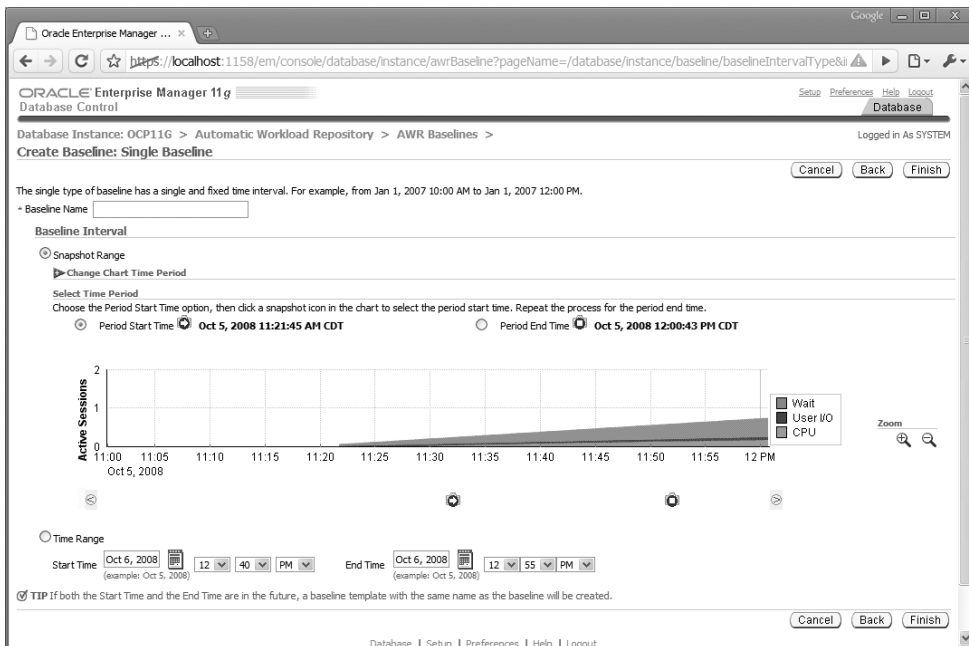 Google
Oracle Enterprise Manager ...
https://localhost:1158/em/console/database/instance/awrBaseline?pageName=/database/instance/baseline/baselineIntervalType&i
ORACLE Enterprise Manager 11g
Database Control
Setup Preferences Help Logout
Database
Database Instance: OCP11G > Automatic Workload Repository > AWR Baselines >
Logged in As SYSTEM
Create Baseline: Single Baseline
Cancel Back Finish
The single type of baseline has a single and fixed time interval. For example, from Jan 1, 2007 10:00 AM to Jan 1, 2007 12:00 PM.
* Baseline Name
Baseline Interval
Snapshot Range
Change Chart Time Period
Select Time Period
Choose the Period Start Time option, then click a snapshot icon in the chart to select the period start time. Repeat the process for the period end time.
Period Start Time Oct 5, 2008 11:21:45 AM CDT Period End Time Oct 5, 2008 12:00:43 PM CDT
Active Sessions
2
1
0
Wait
User I/O
CPU
Zoom
11:00 11:05 11:10 11:15 11:20 11:25 11:30 11:35 11:40 11:45 11:50 11:55 12 PM
Oct 5, 2008
Time Range
Start Time Oct 6, 2008 12 40 PM End Time Oct 6, 2008 12 55 PM
(example: Oct 5, 2008) (example: Oct 5, 2008)
TIP If both the Start Time and the End Time are in the future, a baseline template with the same name as the baseline will be created.
Cancel Back Finish
Database | Setup | Preferences | Help | Logout